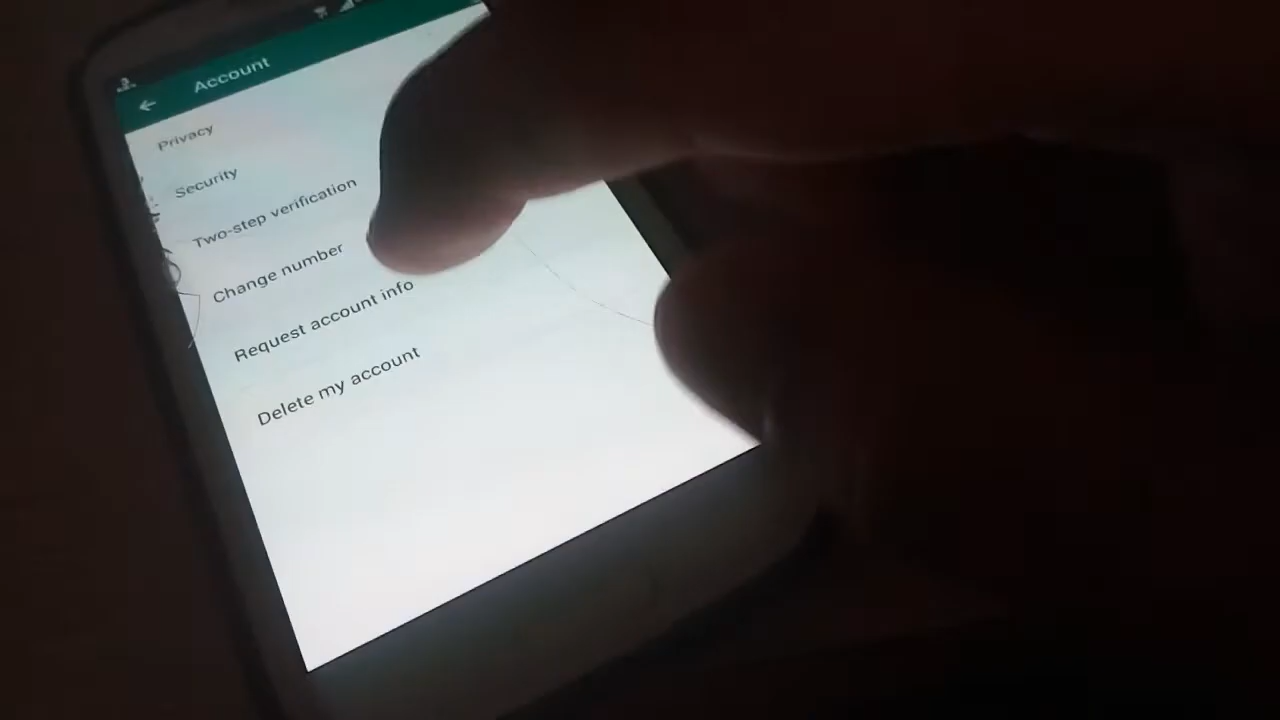 Account
Privacy
Security
Two-step verification
Change number
Request account info
Delete my account